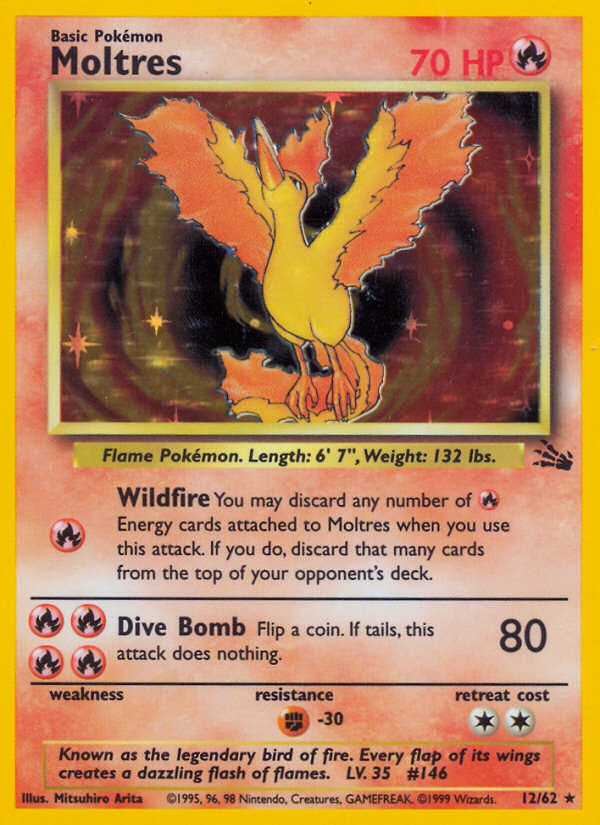 Basic Pokémon
Moltres 70 HP
Flame Pokémon. Length: 6' 7", Weight: 132 lbs.
Wildfire You may discard any number of
Energy cards attached to Moltres when you use
this attack. If you do, discard that many cards
from the top of your opponent's deck.
Dive Bomb Flip a coin. If tails, this
attack does nothing.
80
weakness resistance retreat cost
-30
Known as the legendary bird of fire. Every flap of its wings
creates a dazzling flash of flames. LV. 35 #146
Illus. Mitsuhiro Arita ©1995, 96, 98 Nintendo, Creatures, GAMEFREAK. ©1999 Wizards. 12/62 ★